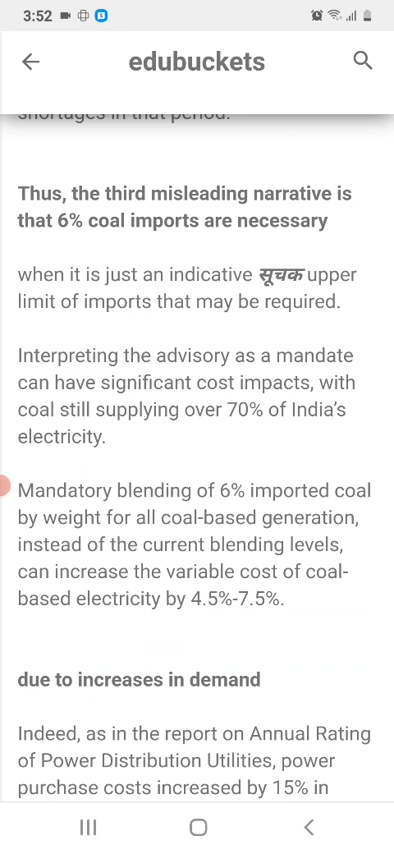 3:52
edubuckets
shortages in that period.
Thus, the third misleading narrative is
that 6% coal imports are necessary
when it is just an indicative सूचक upper
limit of imports that may be required.
Interpreting the advisory as a mandate
can have significant cost impacts, with
coal still supplying over 70% of India's
electricity.
Mandatory blending of 6% imported coal
by weight for all coal-based generation,
instead of the current blending levels,
can increase the variable cost of coal-
based electricity by 4.5%-7.5%.
due to increases in demand
Indeed, as in the report on Annual Rating
of Power Distribution Utilities, power
purchase costs increased by 15% in